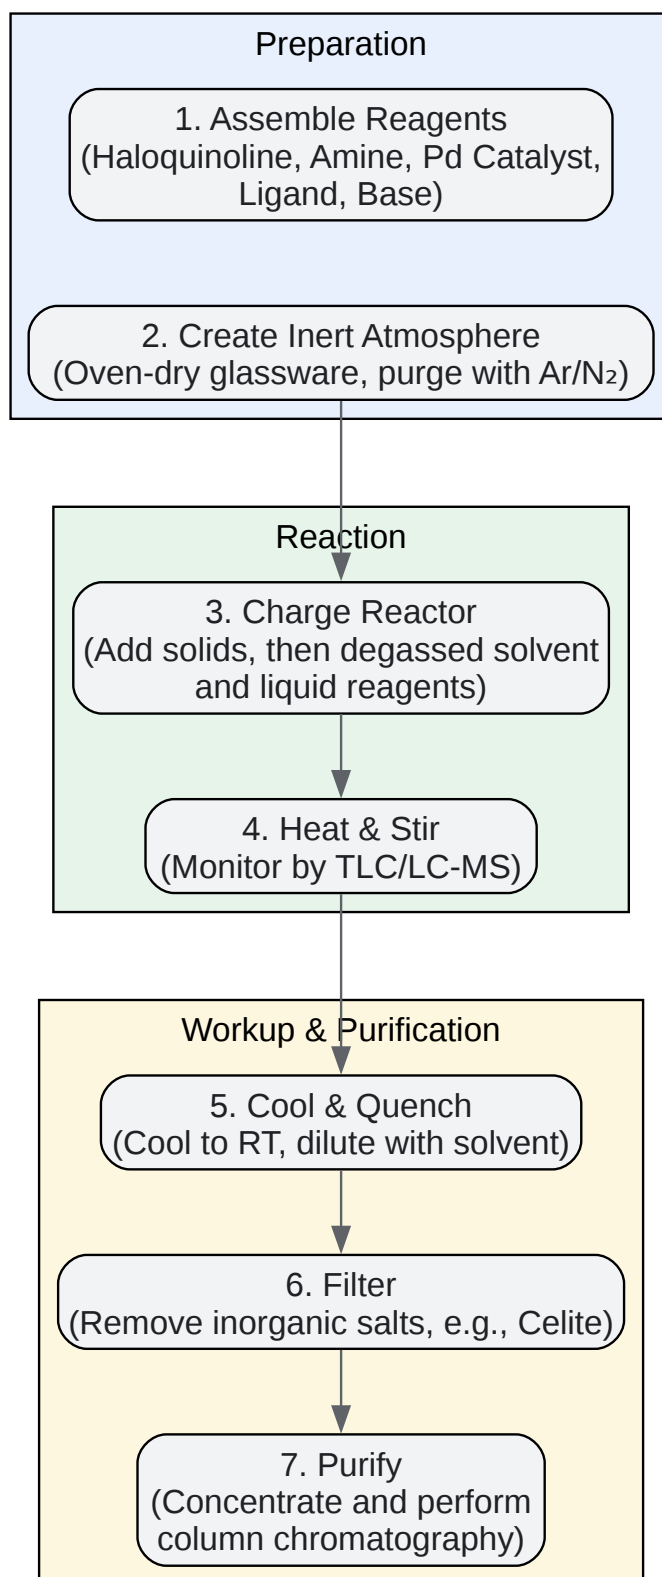 Preparation
1. Assemble Reagents
(Haloquinoline, Amine, Pd Catalyst,
Ligand, Base)
2. Create Inert Atmosphere
(Oven-dry glassware, purge with Ar/N₂)
Reaction
3. Charge Reactor
(Add solids, then degassed solvent
and liquid reagents)
4. Heat & Stir
(Monitor by TLC/LC-MS)
Workup & Purification
5. Cool & Quench
(Cool to RT, dilute with solvent)
6. Filter
(Remove inorganic salts, e.g., Celite)
7. Purify
(Concentrate and perform
column chromatography)